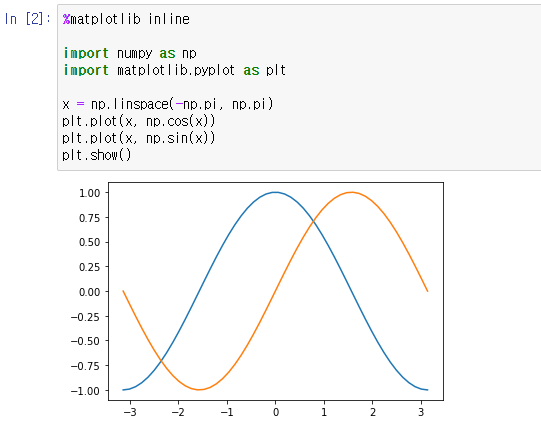 In [2]:
%matplotlib inline
import numpy as np
import matplotlib.pyplot as plt
x = np.linspace(-np.pi, np.pi)
plt.plot(x, np.cos(x))
plt.plot(x, np.sin(x))
plt.show()
1.00
0.75
0.50
0.25
0.00
−0.25
−0.50
−0.75
−1.00
−3 −2 −1 0 1 2 3